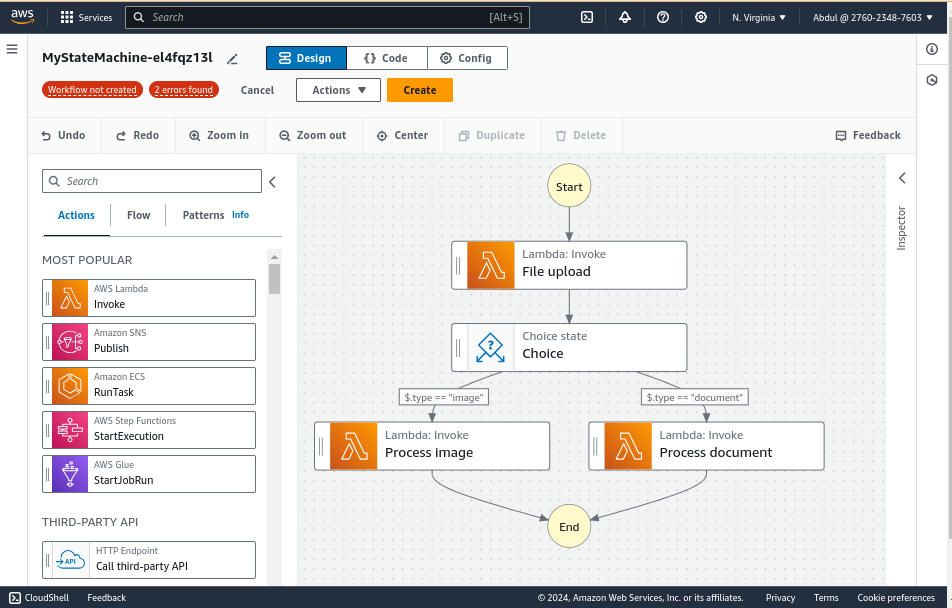 aws
Services
Search
[Alt+S]
N. Virginia
Abdul @ 2760-2348-7603
MyStateMachine-el4fqz13l
Design
{} Code
Config
Workflow not created
2 errors found
Cancel
Actions
Create
Undo
Redo
Zoom in
Zoom out
Center
Duplicate
Delete
Feedback
Search
Actions
Flow
Patterns
Info
MOST POPULAR
AWS Lambda
Invoke
Amazon SNS
Publish
Amazon ECS
RunTask
AWS Step Functions
StartExecution
AWS Glue
StartJobRun
THIRD-PARTY API
API
HTTP Endpoint
Call third-party API
Start
Lambda: Invoke
File upload
?
Choice state
Choice
$.type == "image"
$.type == "document"
Lambda: Invoke
Process image
Lambda: Invoke
Process document
End
Inspector
CloudShell
Feedback
© 2024, Amazon Web Services, Inc. or its affiliates.
Privacy
Terms
Cookie preferences